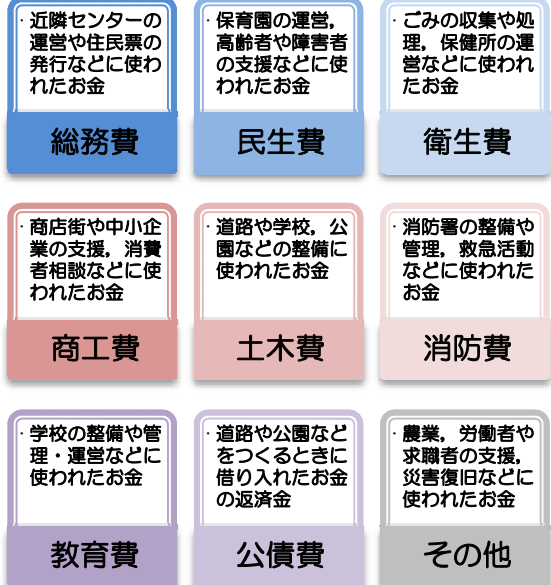 ・近隣センターの
運営や住民票の
発行などに使わ
れたお金
総務費
・保育園の運営，
高齢者や障害者
の支援などに使
われたお金
民生費
・ごみの収集や処
理，保健所の運
営などに使われ
たお金
衛生費
・商店街や中小企
業の支援，消費
者相談などに使
われたお金
商工費
・道路や学校，公
園などの整備に
使われたお金
土木費
・消防署の整備や
管理，救急活動
などに使われた
お金
消防費
・学校の整備や管
理・運営などに
使われたお金
教育費
・道路や公園など
をつくるときに
借り入れたお金
の返済金
公債費
・農業，労働者や
求職者の支援，
災害復旧などに
使われたお金
その他